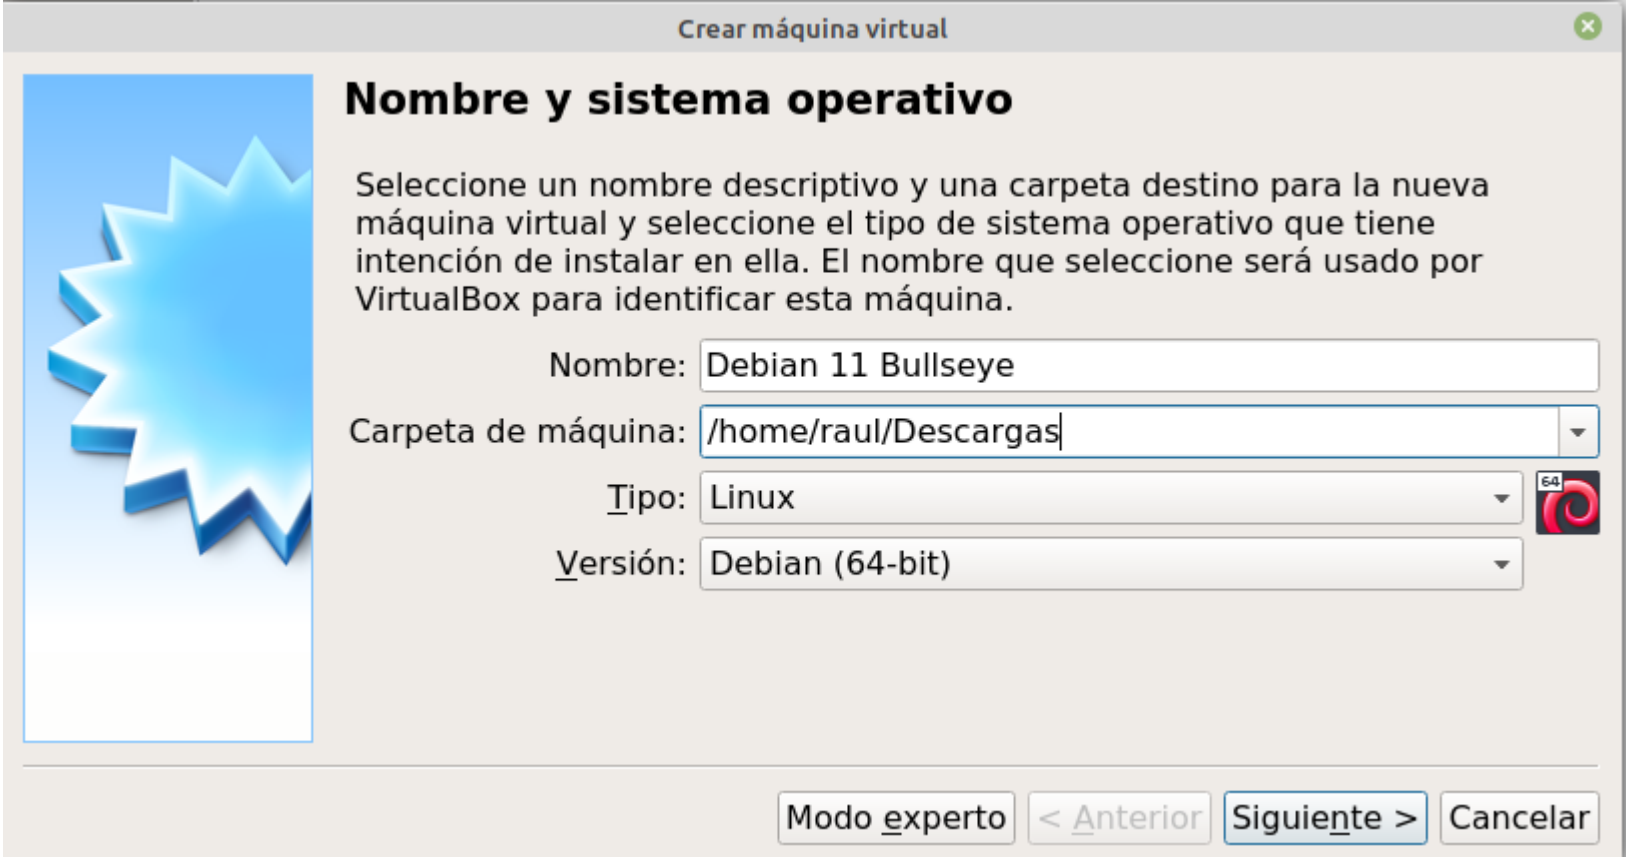 Crear máquina virtual
Nombre y sistema operativo
Seleccione un nombre descriptivo y una carpeta destino para la nueva
máquina virtual y seleccione el tipo de sistema operativo que tiene
intención de instalar en ella. El nombre que seleccione será usado por
VirtualBox para identificar esta máquina.
Nombre: Debian 11 Bullseye
Carpeta de máquina: /home/raul/Descargas
Tipo: Linux
64
Versión: Debian (64-bit)
Modo experto < Anterior Siguiente > Cancelar